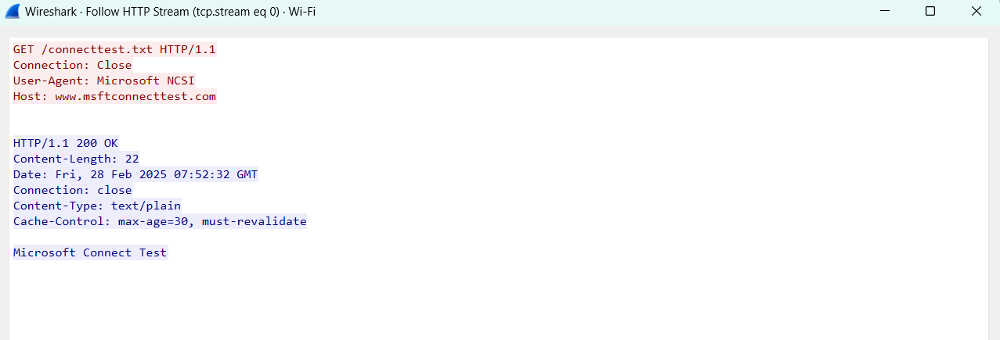 Wireshark · Follow HTTP Stream (tcp.stream eq 0) · Wi-Fi
GET /connecttest.txt HTTP/1.1
Connection: Close
User-Agent: Microsoft NCSI
Host: www.msftconnecttest.com
HTTP/1.1 200 OK
Content-Length: 22
Date: Fri, 28 Feb 2025 07:52:32 GMT
Connection: close
Content-Type: text/plain
Cache-Control: max-age=30, must-revalidate
Microsoft Connect Test